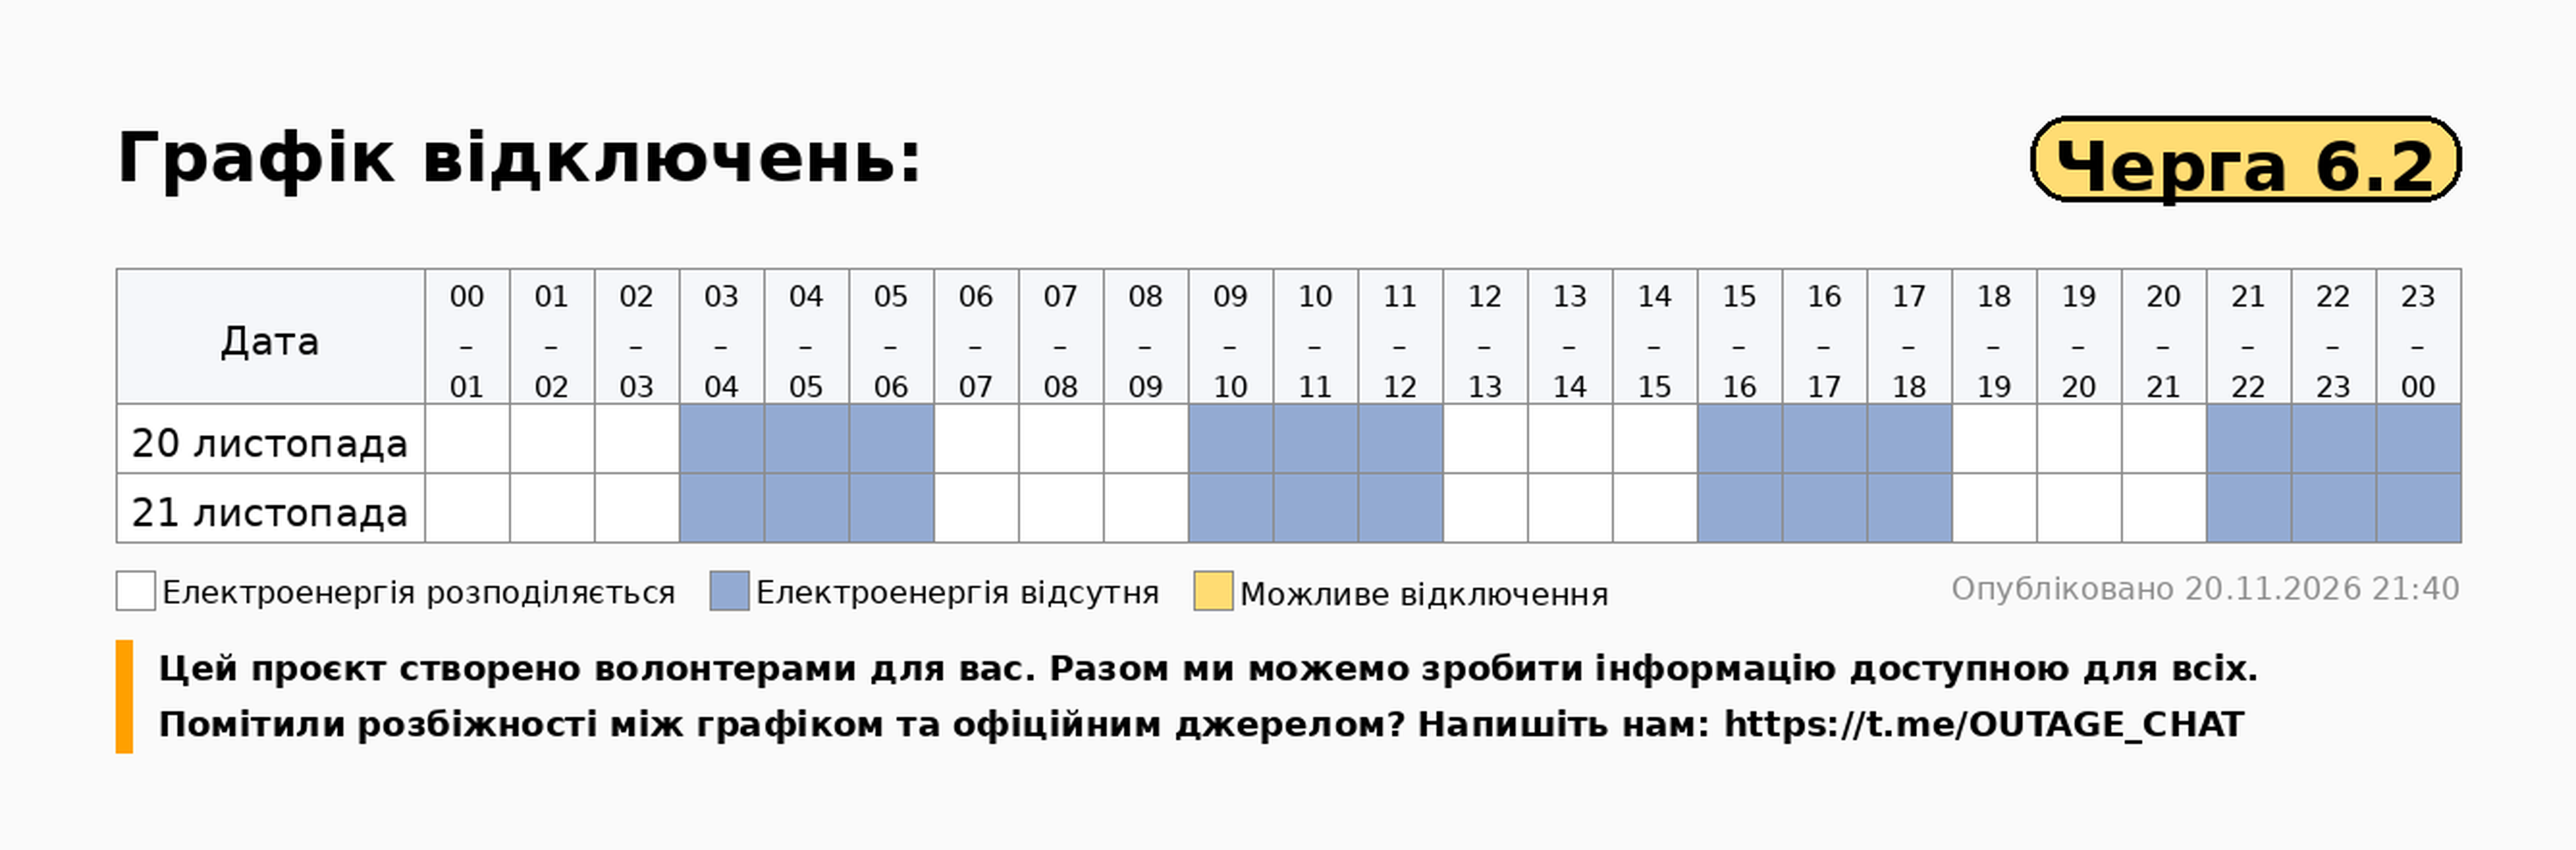 Графік відключень:
Черга 6.2
Дата
00 – 01
01 – 02
02 – 03
03 – 04
04 – 05
05 – 06
06 – 07
07 – 08
08 – 09
09 – 10
10 – 11
11 – 12
12 – 13
13 – 14
14 – 15
15 – 16
16 – 17
17 – 18
18 – 19
19 – 20
20 – 21
21 – 22
22 – 23
23 – 00
20 листопада
21 листопада
Електроенергія розподіляється
Електроенергія відсутня
Можливе відключення
Опубліковано 20.11.2026 21:40
Цей проєкт створено волонтерами для вас. Разом ми можемо зробити інформацію доступною для всіх.
Помітили розбіжності між графіком та офіційним джерелом? Напишіть нам: https://t.me/OUTAGE_CHAT